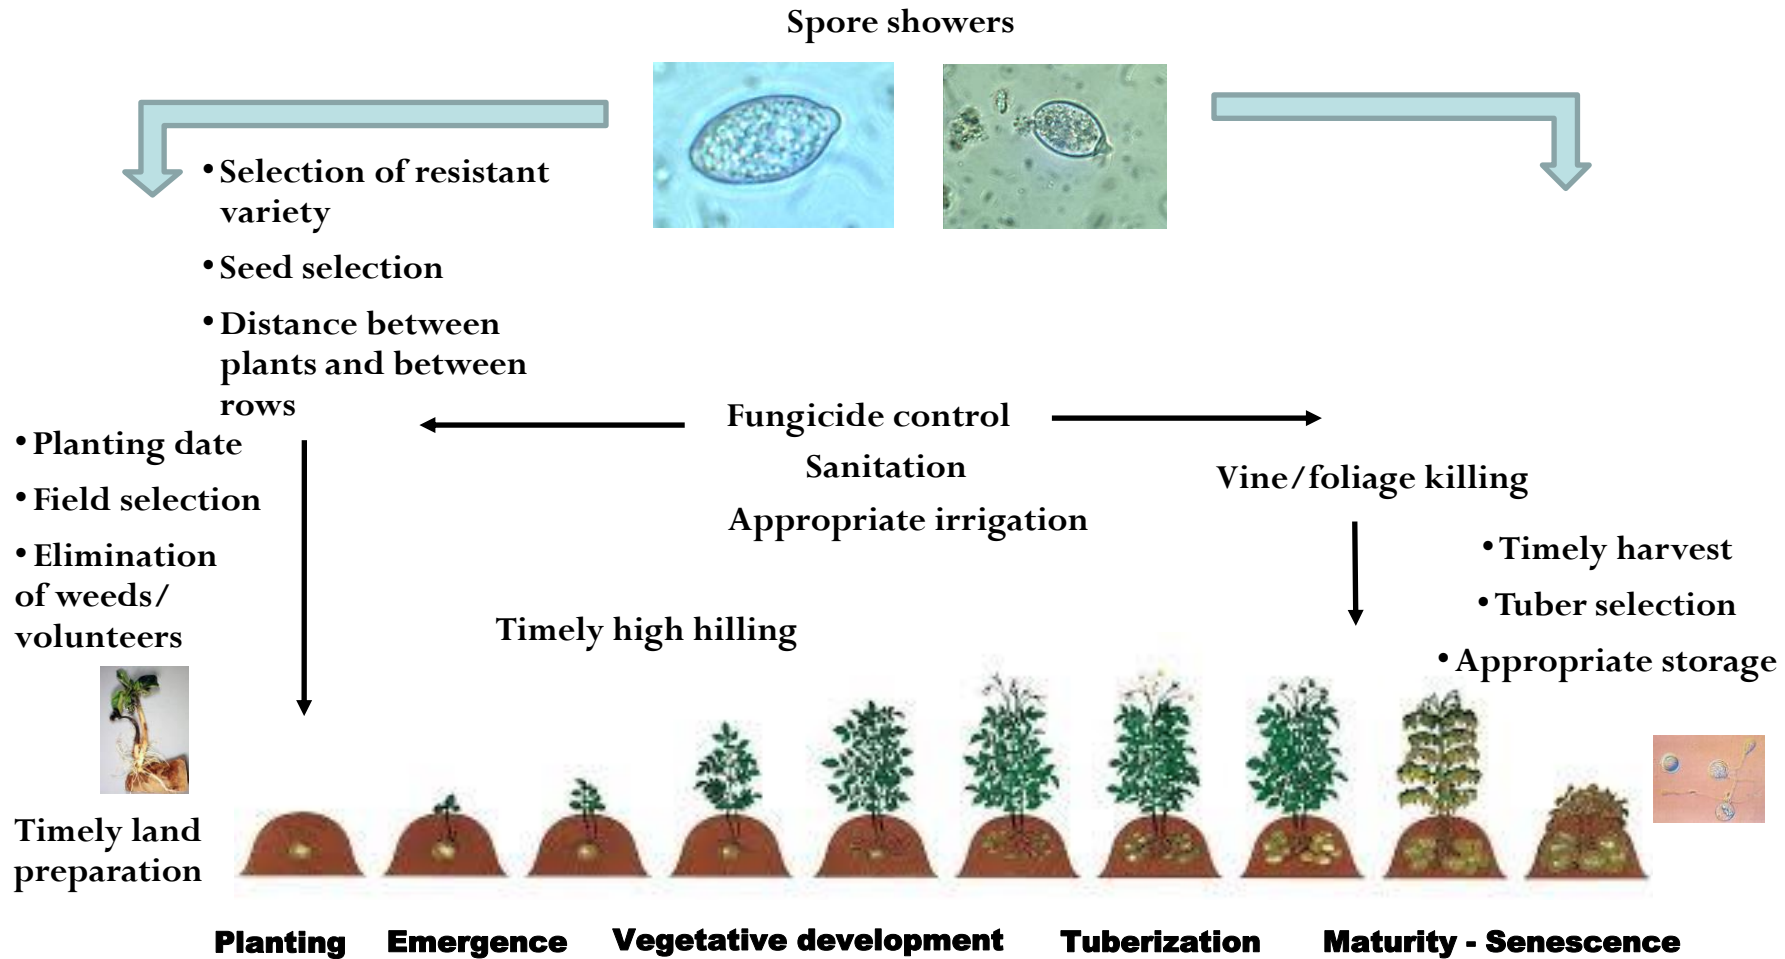 Spore showers
• Selection of resistant
variety
• Seed selection
• Distance between
plants and between
rows
• Planting date
• Field selection
• Elimination
of weeds/
volunteers
Fungicide control
Sanitation
Appropriate irrigation
Vine/foliage killing
• Timely harvest
• Tuber selection
• Appropriate storage
Timely high hilling
Timely land
preparation
Planting
Emergence
Vegetative development
Tuberization
Maturity - Senescence